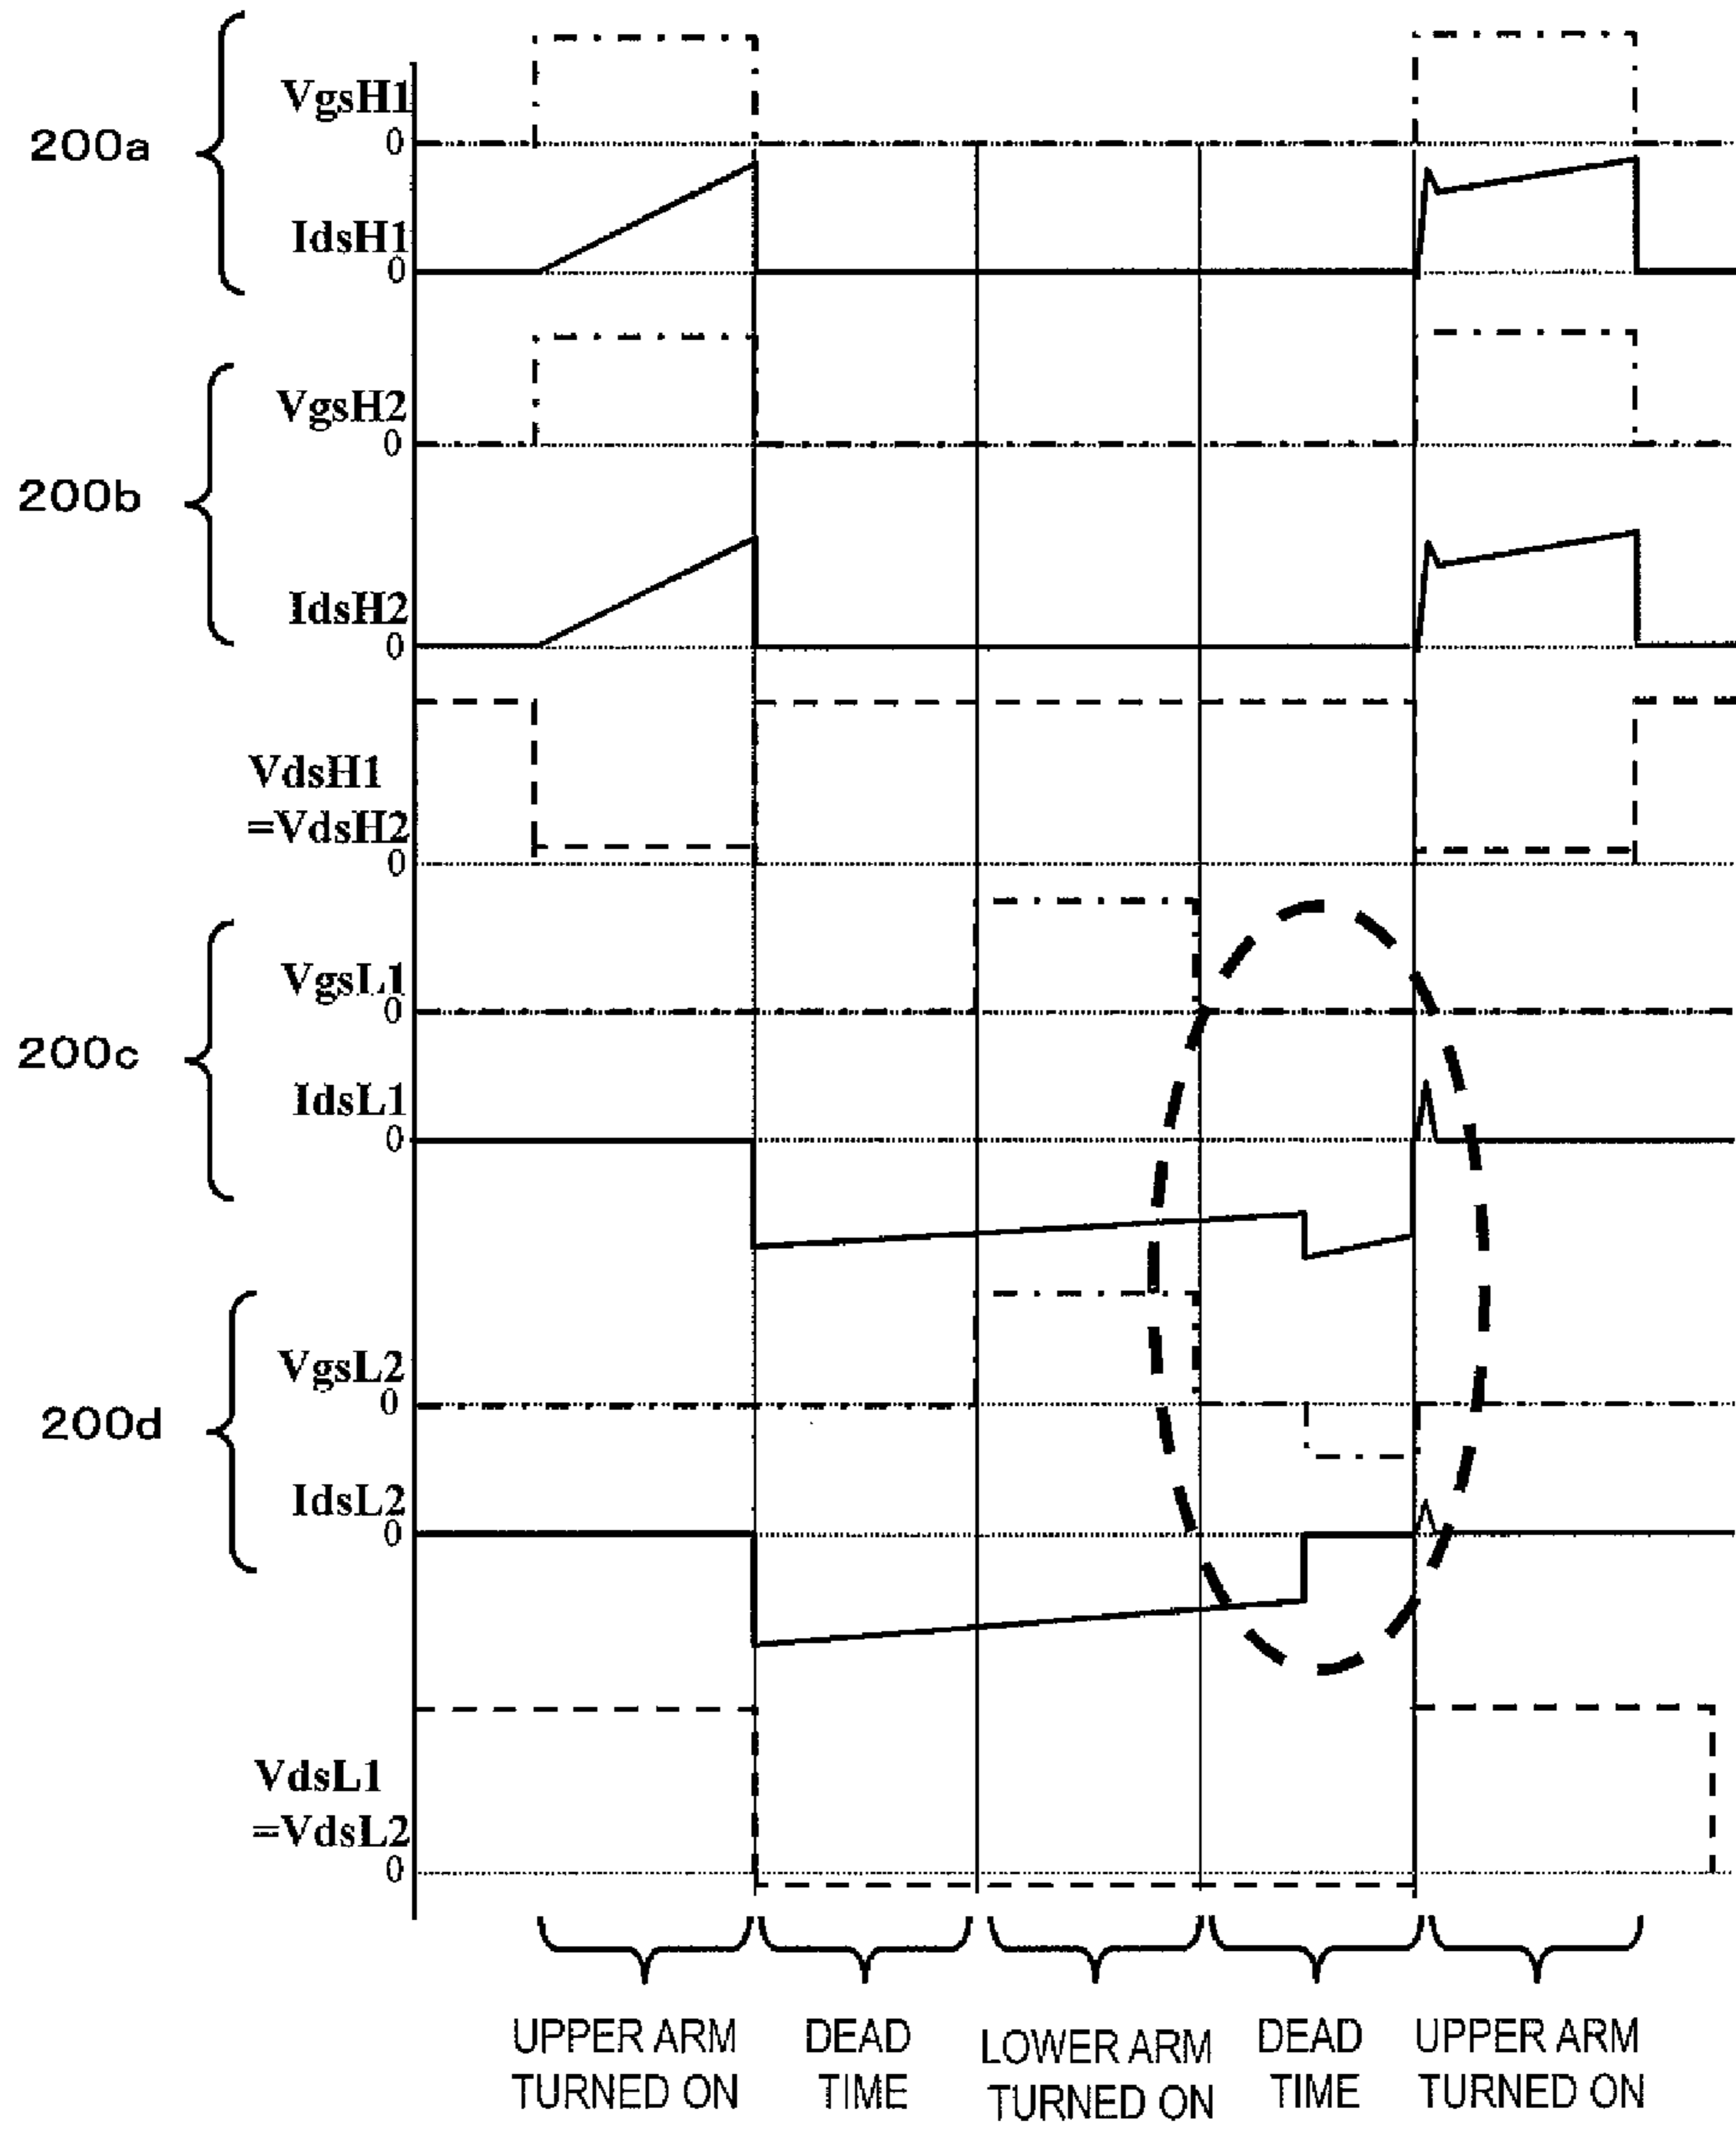 VgsH1
0
200a
IdsH1
0
VgsH2
0
200b
IdsH2
0
VdsH1
=VdsH2
0
VgsL1
0
200c
IdsL1
0
VgsL2
0
200d
IdsL2
0
VdsL1
=VdsL2
0
UPPER ARM
TURNED ON
DEAD
TIME
LOWER ARM
TURNED ON
DEAD
TIME
UPPER ARM
TURNED ON